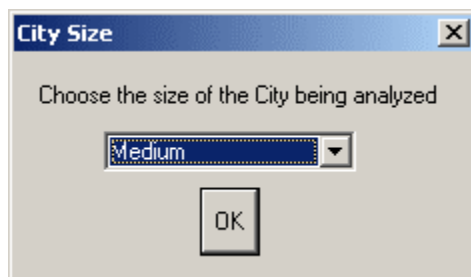 City Size
Choose the size of the City being analyzed
Medium
OK